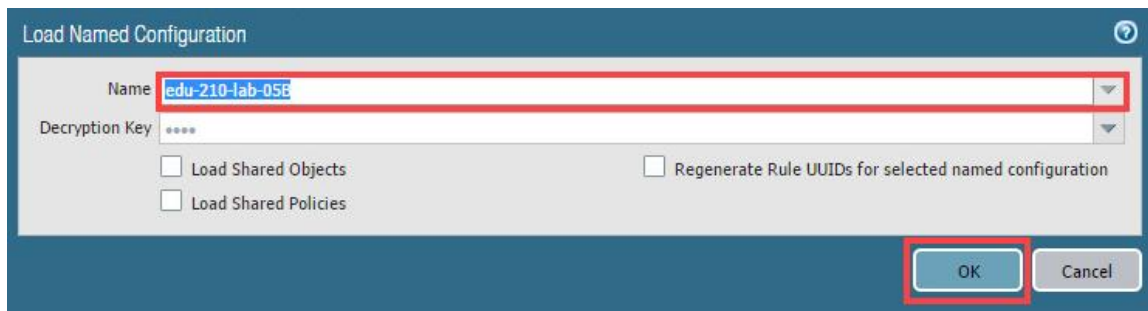 Load Named Configuration
Name edu-210-lab-05B
Decryption Key ••••
Load Shared Objects Regenerate Rule UUIDs for selected named configuration
Load Shared Policies
OK Cancel